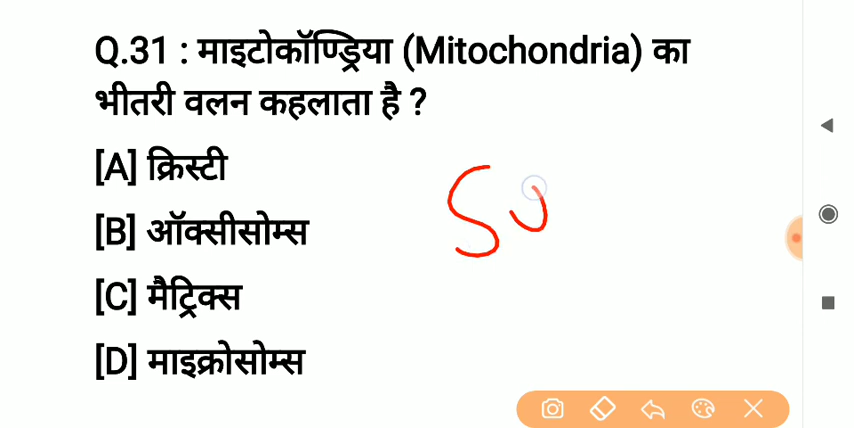 Q.31 : माइटोकॉण्ड्रिया (Mitochondria) का
भीतरी वलन कहलाता है ?
[A] क्रिस्टी
[B] ऑक्सीसोम्स
[C] मैट्रिक्स
[D] माइक्रोसोम्स